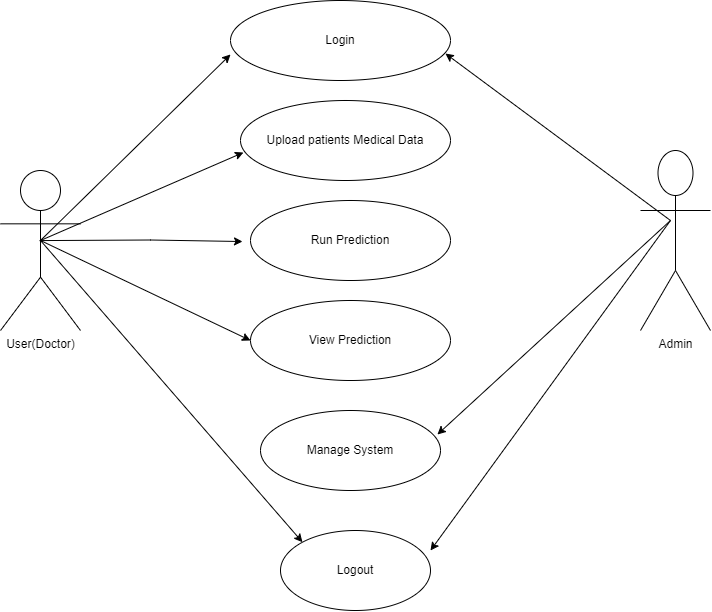 Login
Upload patients Medical Data
Run Prediction
User(Doctor)
View Prediction
Admin
Manage System
Logout